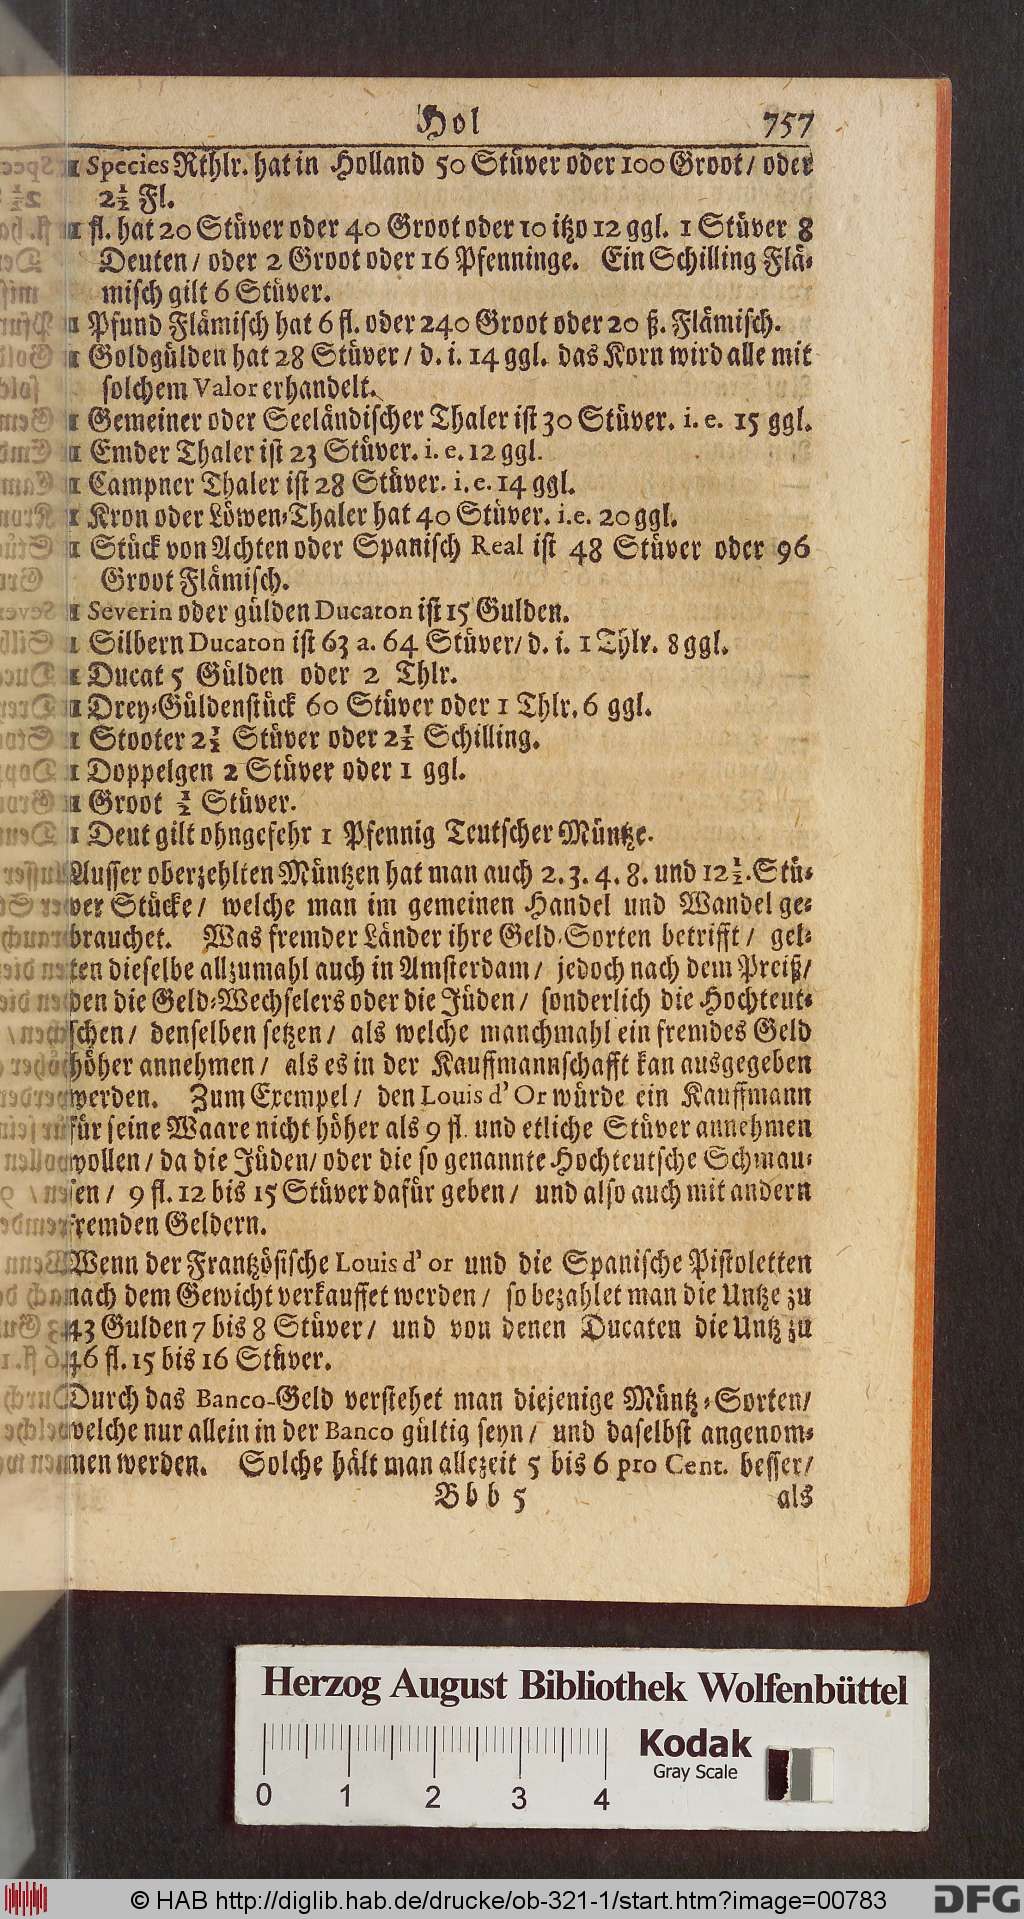 Hol 757
1 Species Rthlr. hat in Holland 50 Stüver oder 100 Groot/ oder
2½ Fl.
1 fl. hat 20 Stüver oder 40 Groot oder 10 itzo 12 ggl. 1 Stüver 8
Deuten/ oder 2 Groot oder 16 Pfenninge. Ein Schilling Flä-
misch gilt 6 Stüver.
1 Pfund Flämisch hat 6 fl. oder 240 Groot oder 20 ß. Flämisch.
1 Goldgülden hat 28 Stüver/ d. i. 14 ggl. das Korn wird alle mit
solchem Valor erhandelt.
1 Gemeiner oder Seeländischer Thaler ist 30 Stüver. i. e. 15 ggl.
1 Emder Thaler ist 23 Stüver. i. e. 12 ggl.
1 Campner Thaler ist 28 Stüver. i. e. 14 ggl.
1 Kron oder Löwen-Thaler hat 40 Stüver. i.e. 20 ggl.
1 Stück von Achten oder Spanisch Real ist 48 Stüver oder 96
Groot Flämisch.
1 Severin oder gülden Ducaton ist 15 Gulden.
1 Silbern Ducaton ist 63 a. 64 Stüver/ d. i. 1 Thlr. 8 ggl.
1 Ducat 5 Gülden oder 2 Thlr.
1 Drey-Güldenstück 60 Stüver oder 1 Thlr. 6 ggl.
1 Stooter 2½ Stüver oder 2½ Schilling.
1 Doppelgen 2 Stüver oder 1 ggl.
1 Groot ½ Stüver.
1 Deut gilt ohngefehr 1 Pfennig Teutscher Müntze.
Ausser oberzehlten Müntzen hat man auch 2. 3. 4. 8. und 12½. Stü-
ver Stücke/ welche man im gemeinen Handel und Wandel ge-
brauchet. Was fremder Länder ihre Geld-Sorten betrifft/ gel-
ten dieselbe allzumahl auch in Amsterdam/ jedoch nach dem Preiß/
den die Geld-Wechselers oder die Jüden/ sonderlich die Hochteut-
schen/ denselben setzen/ als welche manchmahl ein fremdes Geld
höher annehmen/ als es in der Kauffmannschafft kan ausgegeben
werden. Zum Exempel/ den Louis d' Or würde ein Kauffmann
für seine Waare nicht höher als 9 fl. und etliche Stüver annehmen
wollen/ da die Jüden/ oder die so genannte Hochteutsche Schmau-
sen/ 9 fl. 12 bis 15 Stüver dafür geben/ und also auch mit andern
fremden Geldern.
Wenn der Frantzösische Louis d' or und die Spanische Pistoletten
nach dem Gewicht verkauffet werden/ so bezahlet man die Untze zu
43 Gulden 7 bis 8 Stüver/ und von denen Ducaten die Untz zu
46 fl. 15 bis 16 Stüver.
Durch das Banco-Geld verstehet man diejenige Müntz-Sorten/
welche nur allein in der Banco gültig seyn/ und daselbst angenom-
men werden. Solche hält man allezeit 5 bis 6 pro Cent. besser/
Bbb 5 als
Herzog August Bibliothek Wolfenbüttel
Kodak
Gray Scale
0 1 2 3 4
© HAB http://diglib.hab.de/drucke/ob-321-1/start.htm?image=00783
DFG